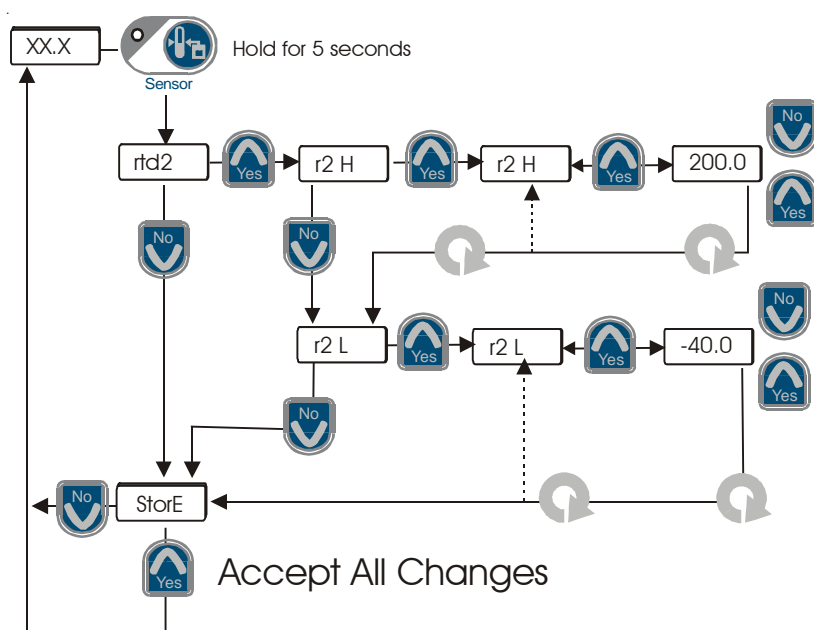 XX.X
Hold for 5 seconds
Sensor
rtd2
Yes
r2 H
Yes
r2 H
Yes
200.0
No
Yes
No
No
r2 L
Yes
r2 L
Yes
-40.0
No
Yes
No
No
StorE
Yes
Accept All Changes